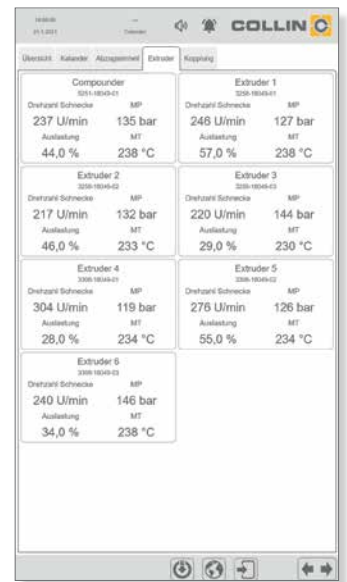 21.1.2021
Kalander
COLLIN
Übersicht Kalander Abzugseinheit Extruder Kopplung
Compounder
Drehzahl Schnecke MP
237 U/min 135 bar
Auslastung MT
44,0 % 238 °C
Extruder 1
Drehzahl Schnecke MP
246 U/min 127 bar
Auslastung MT
57,0 % 238 °C
Extruder 2
Drehzahl Schnecke MP
217 U/min 132 bar
Auslastung MT
46,0 % 233 °C
Extruder 3
Drehzahl Schnecke MP
220 U/min 144 bar
Auslastung MT
29,0 % 230 °C
Extruder 4
Drehzahl Schnecke MP
304 U/min 119 bar
Auslastung MT
28,0 % 234 °C
Extruder 5
Drehzahl Schnecke MP
276 U/min 126 bar
Auslastung MT
55,0 % 234 °C
Extruder 6
Drehzahl Schnecke MP
240 U/min 146 bar
Auslastung MT
34,0 % 238 °C